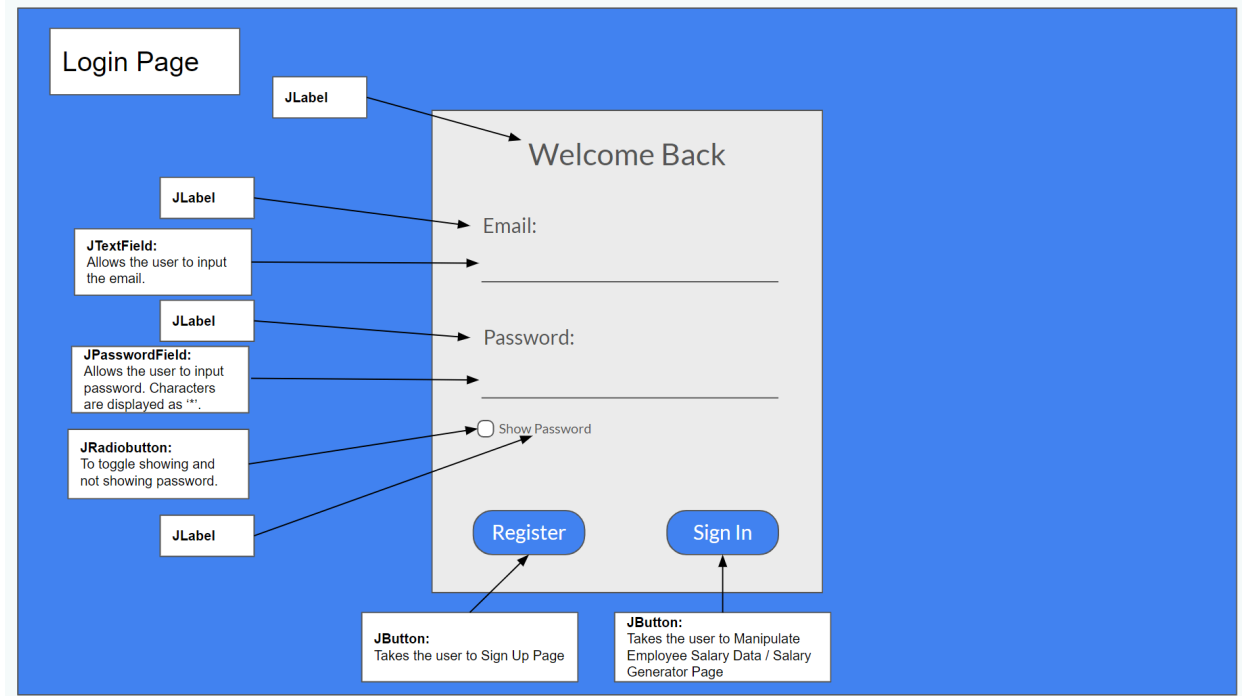 Login Page
JLabel
Welcome Back
JLabel
Email:
JTextField:
Allows the user to input
the email.
JLabel
Password:
JPasswordField:
Allows the user to input
password. Characters
are displayed as ‘*’.
Show Password
JRadiobutton:
To toggle showing and
not showing password.
JLabel
Register
Sign In
JButton:
Takes the user to Sign Up Page
JButton:
Takes the user to Manipulate
Employee Salary Data / Salary
Generator Page